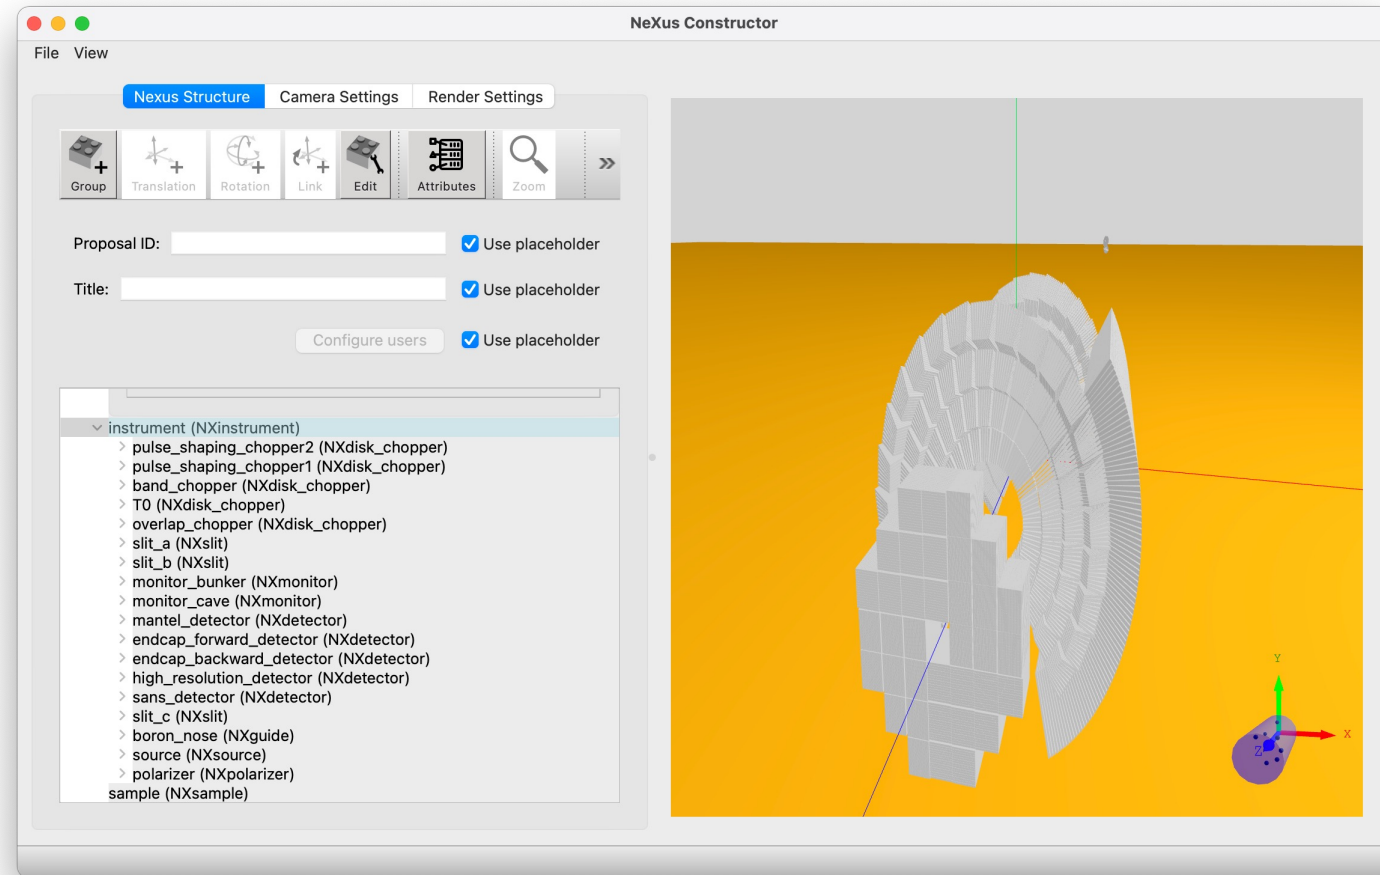 NeXus Constructor
File View
Nexus Structure Camera Settings Render Settings
Group Translation Rotation Link Edit Attributes Zoom »
Proposal ID: Use placeholder
Title: Use placeholder
Configure users Use placeholder
instrument (NXinstrument)
pulse_shaping_chopper2 (NXdisk_chopper)
pulse_shaping_chopper1 (NXdisk_chopper)
band_chopper (NXdisk_chopper)
T0 (NXdisk_chopper)
overlap_chopper (NXdisk_chopper)
slit_a (NXslit)
slit_b (NXslit)
monitor_bunker (NXmonitor)
monitor_cave (NXmonitor)
mantel_detector (NXdetector)
endcap_forward_detector (NXdetector)
endcap_backward_detector (NXdetector)
high_resolution_detector (NXdetector)
sans_detector (NXdetector)
slit_c (NXslit)
boron_nose (NXguide)
source (NXsource)
polarizer (NXpolarizer)
sample (NXsample)
Y
X
Z